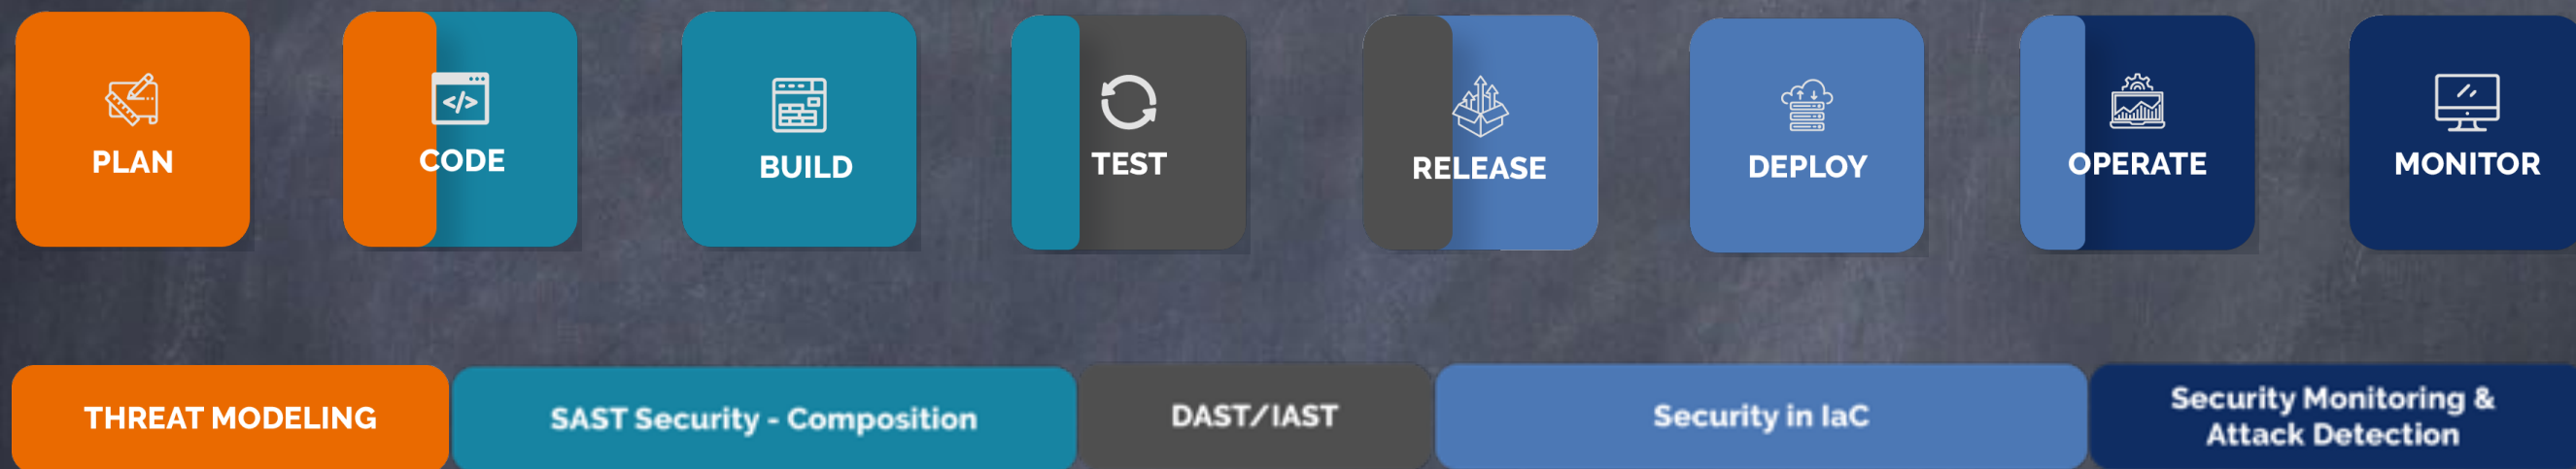 PLAN
CODE
BUILD
TEST
RELEASE
DEPLOY
OPERATE
MONITOR
THREAT MODELING
SAST Security - Composition
DAST/IAST
Security in IaC
Security Monitoring &
Attack Detection